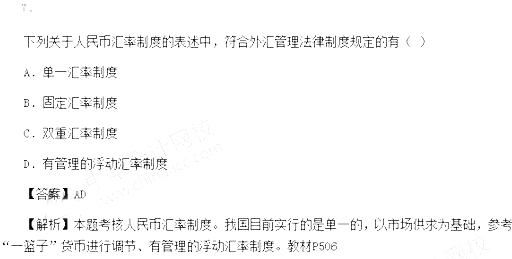 7.
下列关于人民币汇率制度的表述中，符合外汇管理法律制度规定的有（ ）
A．单一汇率制度
B．固定汇率制度
C．双重汇率制度
D．有管理的浮动汇率制度
【答案】AD
【解析】本题考核人民币汇率制度。我国目前实行的是单一的，以市场供求为基础，参考
“一篮子”货币进行调节、有管理的浮动汇率制度。教材P506